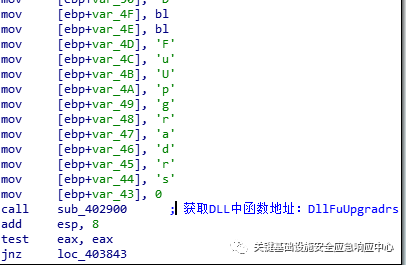 mov     [ebp+var_4F], bl
mov     [ebp+var_4E], bl
mov     [ebp+var_4D], 'F'
mov     [ebp+var_4C], 'u'
mov     [ebp+var_4B], 'U'
mov     [ebp+var_4A], 'p'
mov     [ebp+var_49], 'g'
mov     [ebp+var_48], 'r'
mov     [ebp+var_47], 'a'
mov     [ebp+var_46], 'd'
mov     [ebp+var_45], 'r'
mov     [ebp+var_44], 's'
mov     [ebp+var_43], 0
call    sub_402900      ; 获取DLL中函数地址：DllFuUpgradrs
add     esp, 8
test    eax, eax
jnz     loc_403843
关键基础设施安全应急响应中心